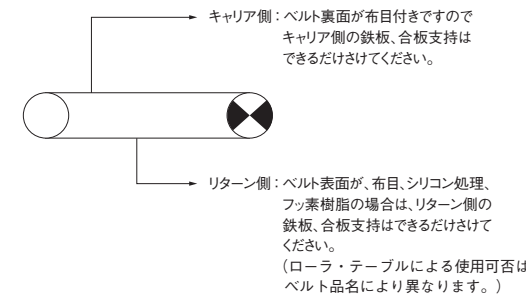 キャリア側：ベルト裏面が布目付きですので
キャリア側の鉄板、合板支持は
できるだけさけてください。
リターン側：ベルト表面が、布目、シリコン処理、
フッ素樹脂の場合は、リターン側の
鉄板、合板支持はできるだけさけて
ください。
（ローラ・テーブルによる使用可否は
ベルト品名により異なります。）